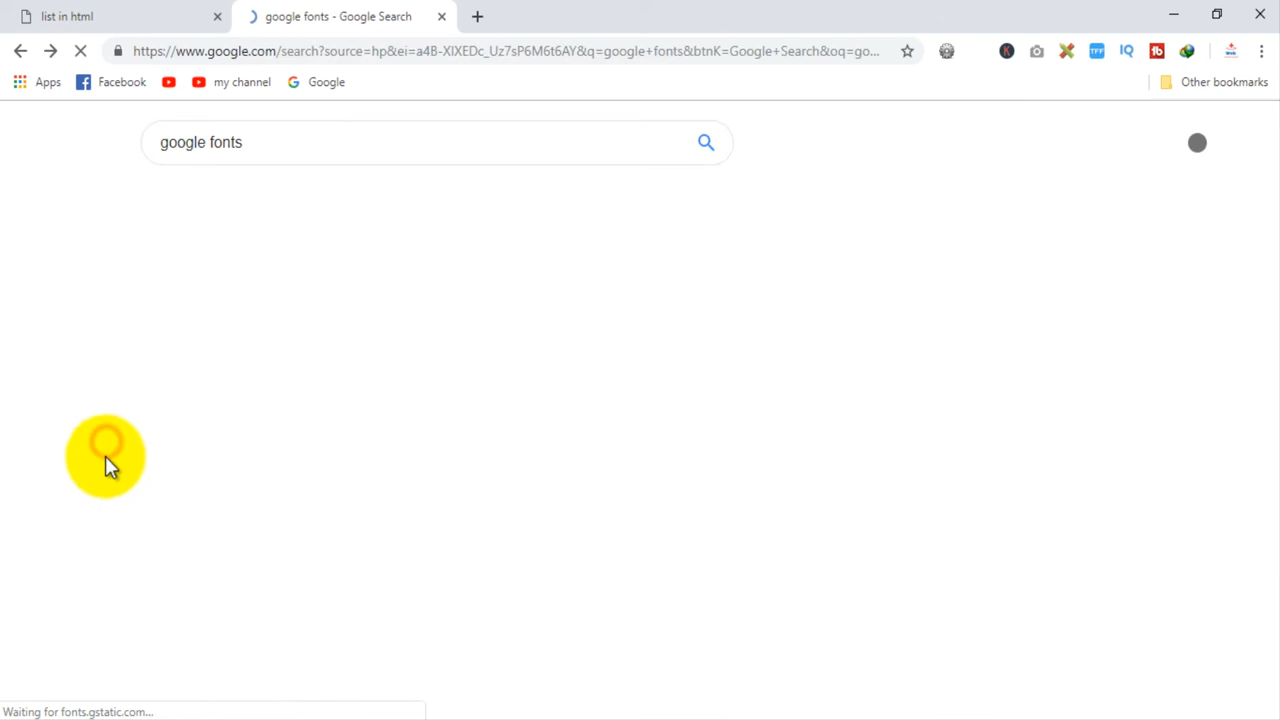 list in html
google fonts - Google Search
https://www.google.com/search?source=hp&ei=a4B-XIXEDc_Uz7sP6M6t6AY&q=google+fonts&btnK=Google+Search&oq=go...
Apps
Facebook
my channel
Google
Other bookmarks
google fonts
Waiting for fonts.gstatic.com...
K
TFF
IQ